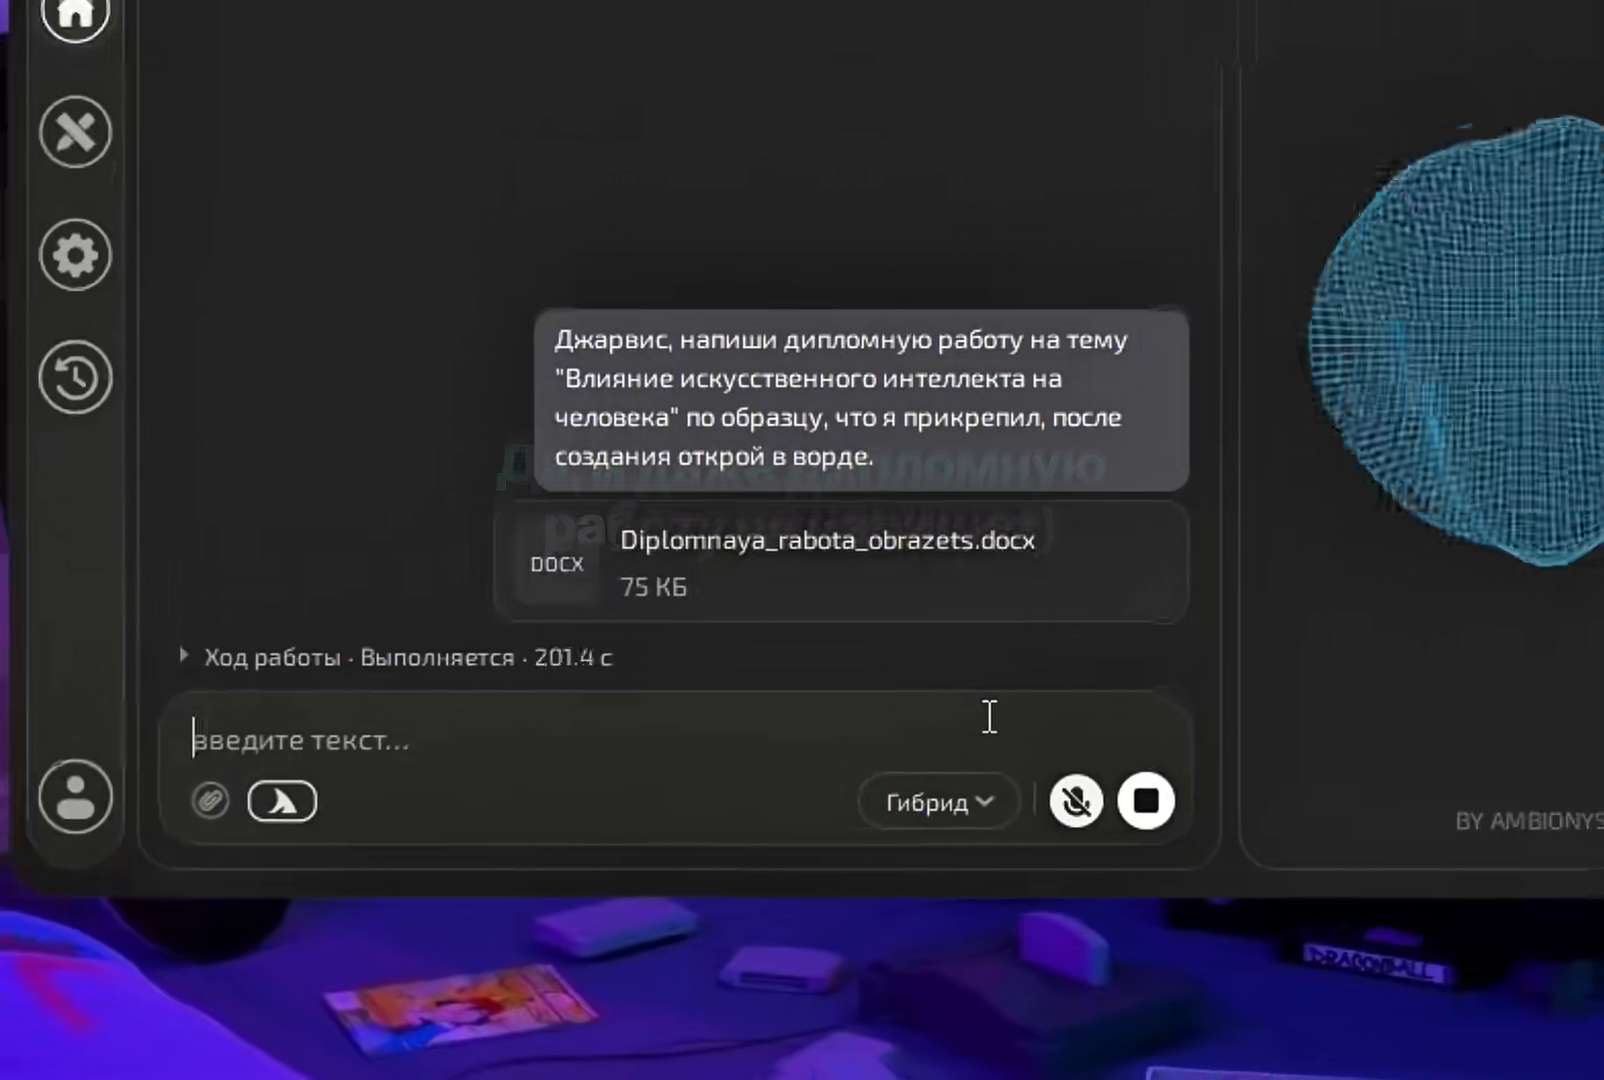 Джарвис, напиши дипломную работу на тему
"Влияние искусственного интеллекта на
человека" по образцу, что я прикрепил, после
создания открой в ворде.
DOCX
Diplomnaya_rabota_obrazets.docx
75 КБ
Ход работы · Выполняется · 201.4 с
введите текст...
Гибрид
BY AMBIONYS
DRAGONBALL